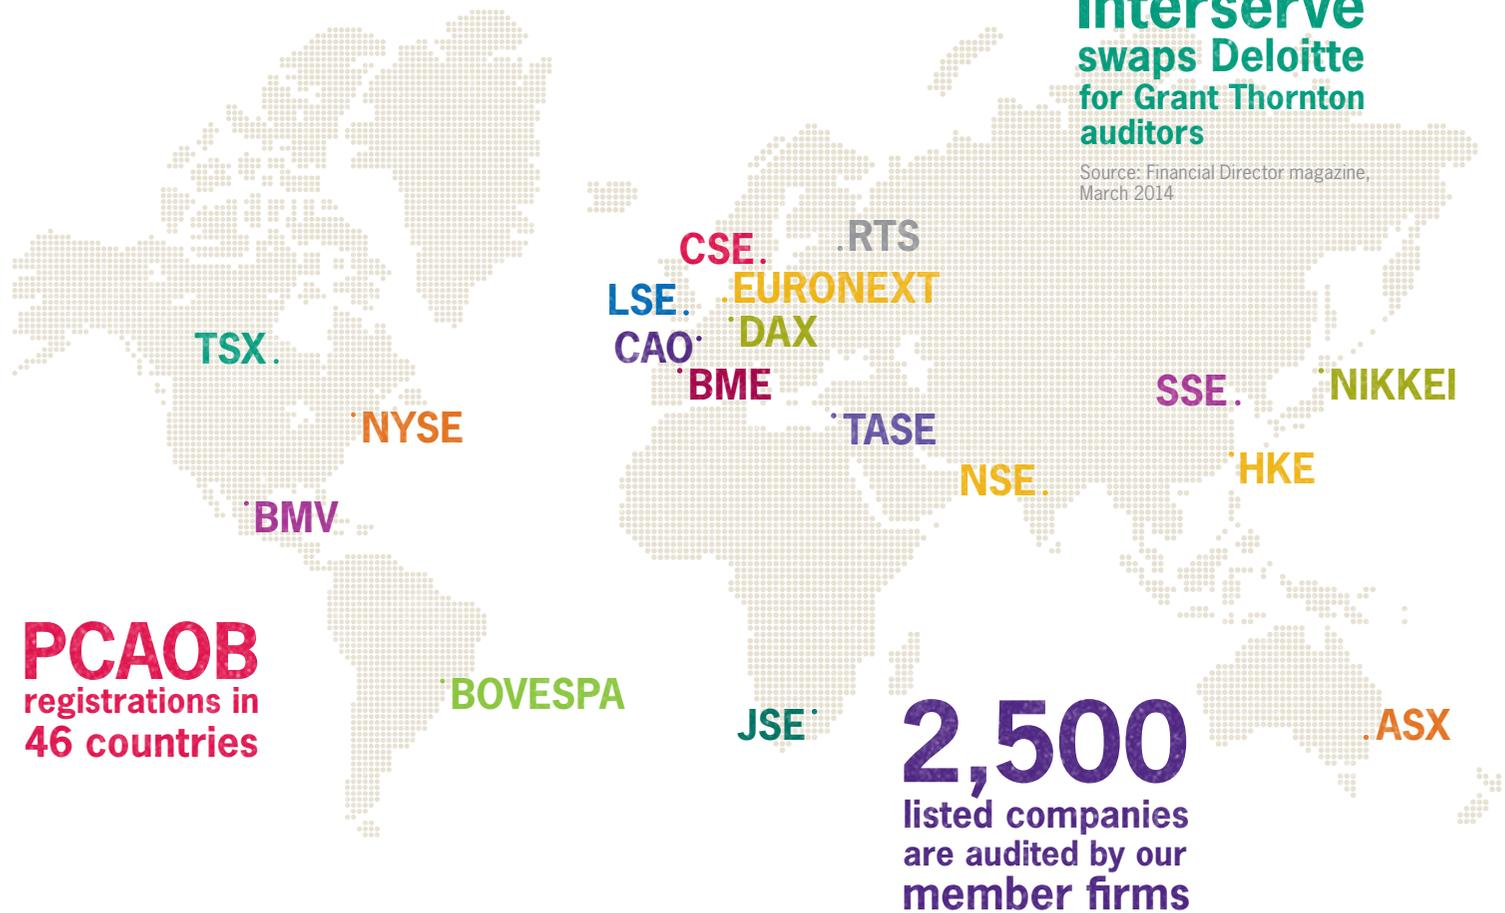 Interserve
swaps Deloitte
for Grant Thornton
auditors
Source: Financial Director magazine,
March 2014
.RTS
CSE.
.EURONEXT
LSE.
DAX
TSX.
CAO
BME
SSE.
NIKKEI
NYSE
TASE
HKE
NSE.
BMV
PCAOB
registrations in
46 countries
BOVESPA
JSE
.ASX
2,500
listed companies
are audited by our
member firms